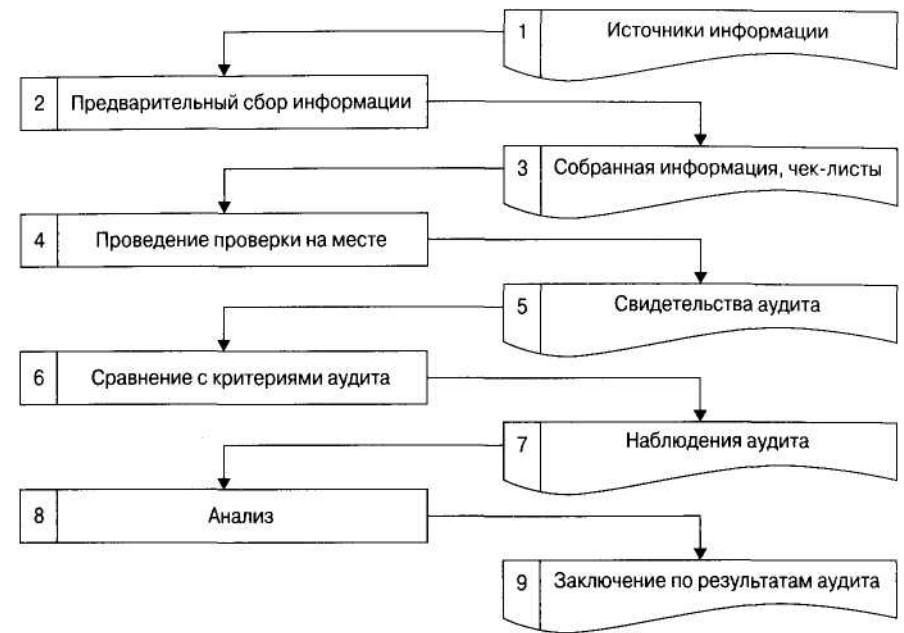 1 Источники информации
2 Предварительный сбор информации
3 Собранная информация, чек-листы
4 Проведение проверки на месте
5 Свидетельства аудита
6 Сравнение с критериями аудита
7 Наблюдения аудита
8 Анализ
9 Заключение по результатам аудита